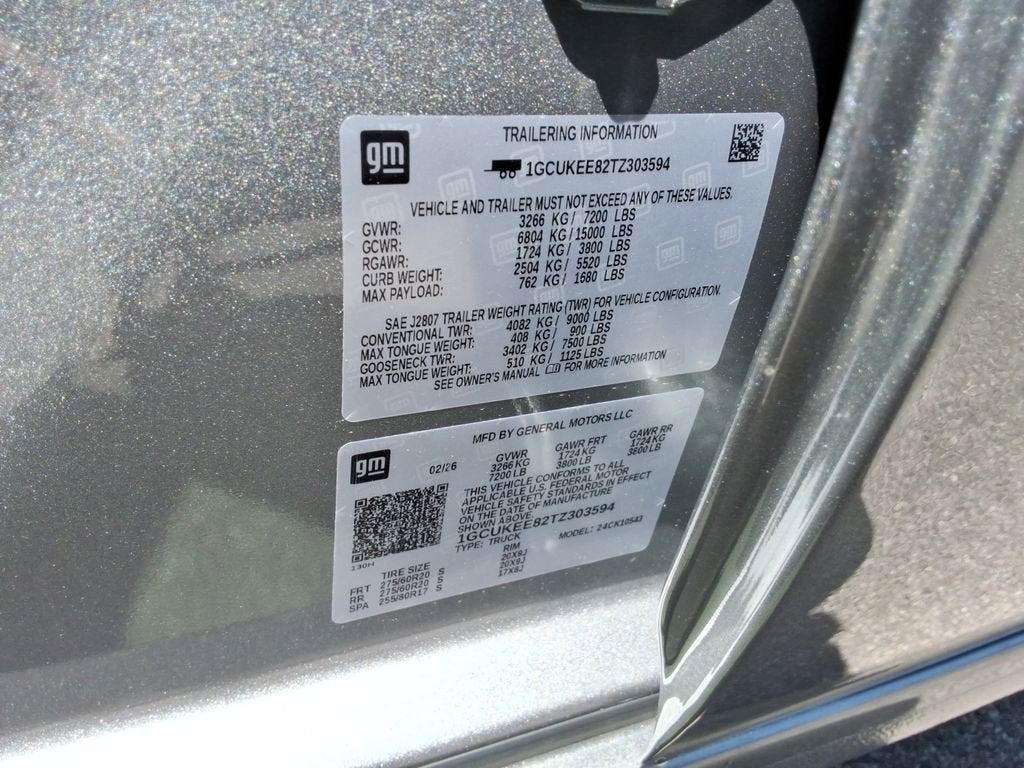 gm
TRAILERING INFORMATION
1GCUKEE82TZ303594
VEHICLE AND TRAILER MUST NOT EXCEED ANY OF THESE VALUES.
GVWR: 3266 KG / 7200 LBS
GCWR: 6804 KG / 15000 LBS
RGAWR: 1724 KG / 3800 LBS
CURB WEIGHT: 2504 KG / 5520 LBS
MAX PAYLOAD: 762 KG / 1680 LBS
SAE J2807 TRAILER WEIGHT RATING (TWR) FOR VEHICLE CONFIGURATION.
CONVENTIONAL TWR: 4082 KG / 9000 LBS
MAX TONGUE WEIGHT: 408 KG / 900 LBS
GOOSENECK TWR: 3402 KG / 7500 LBS
MAX TONGUE WEIGHT: 510 KG / 1125 LBS
SEE OWNER'S MANUAL FOR MORE INFORMATION
gm
MFD BY GENERAL MOTORS LLC
02/26
GVWR GAWR FRT GAWR RR
3266 KG 1724 KG 1724 KG
7200 LB 3800 LB 3800 LB
THIS VEHICLE CONFORMS TO ALL
APPLICABLE U.S. FEDERAL MOTOR
VEHICLE SAFETY STANDARDS IN EFFECT
ON THE DATE OF MANUFACTURE
SHOWN ABOVE.
1GCUKEE82TZ303594
TYPE: TRUCK MODEL: 24CK10543
130H
TIRE SIZE RIM
FRT 275/60R20 S 20X9J
RR 275/60R20 S 20X9J
SPA 255/80R17 S 17X8J